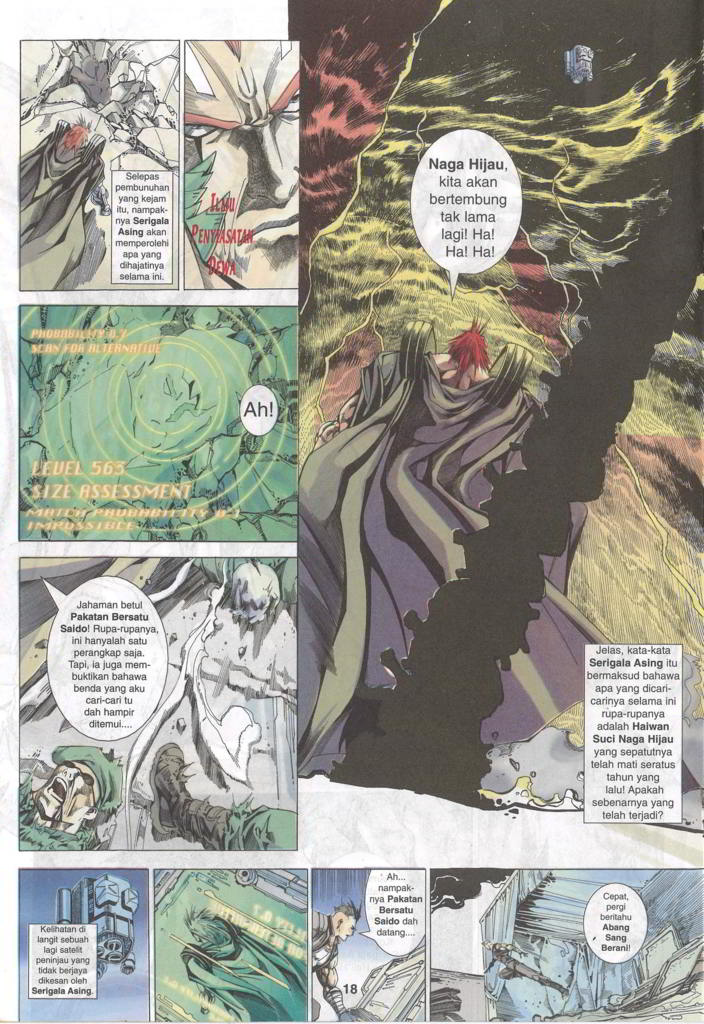 Selepas
pembunuhan
yang kejam
itu, nampak-
nya Serigala
Asing akan
memperolehi
apa yang
dihajatinya
selama ini.
ILMU
PENYIASATAN
DEWA
Naga Hijau,
kita akan
bertembung
tak lama
lagi! Ha!
Ha! Ha!
PROBABILITY 0.7
SCAN FOR ALTERNATIVE
Ah!
LEVEL 563
SIZE ASSESSMENT
MATCH PROBABILITY 0.1
IMPOSSIBLE
Jahaman betul
Pakatan Bersatu
Saido! Rupa-rupanya,
ini hanyalah satu
perangkap saja.
Tapi, ia juga mem-
buktikan bahawa
benda yang aku
cari-cari tu
dah hampir
ditemui....
Jelas, kata-kata
Serigala Asing itu
bermaksud bahawa
apa yang dicari-
carinya selama ini
rupa-rupanya
adalah Haiwan
Suci Naga Hijau
yang sepatutnya
telah mati seratus
tahun yang
lalu! Apakah
sebenarnya yang
telah terjadi?
Kelihatan di
langit sebuah
lagi satelit
peninjau yang
tidak berjaya
dikesan oleh
Serigala Asing.
Ah...
nampak-
nya Pakatan
Bersatu
Saido dah
datang....
Cepat,
pergi
beritahu
Abang
Sang
Berani!
18